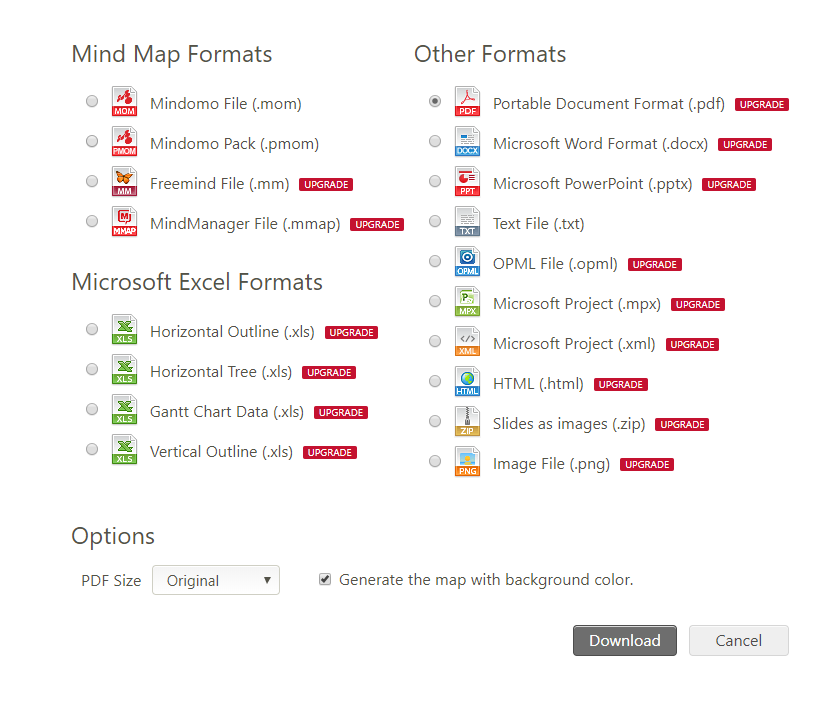 Mind Map Formats
MOM Mindomo File (.mom)
PMOM Mindomo Pack (.pmom)
MM Freemind File (.mm) UPGRADE
MMAP MindManager File (.mmap) UPGRADE
Microsoft Excel Formats
XLS Horizontal Outline (.xls) UPGRADE
XLS Horizontal Tree (.xls) UPGRADE
XLS Gantt Chart Data (.xls) UPGRADE
XLS Vertical Outline (.xls) UPGRADE
Other Formats
PDF Portable Document Format (.pdf) UPGRADE
DOCX Microsoft Word Format (.docx) UPGRADE
PPT Microsoft PowerPoint (.pptx) UPGRADE
TXT Text File (.txt)
OPML OPML File (.opml) UPGRADE
MPX Microsoft Project (.mpx) UPGRADE
XML Microsoft Project (.xml) UPGRADE
HTML HTML (.html) UPGRADE
ZIP Slides as images (.zip) UPGRADE
PNG Image File (.png) UPGRADE
Options
PDF Size Original Generate the map with background color.
Download Cancel